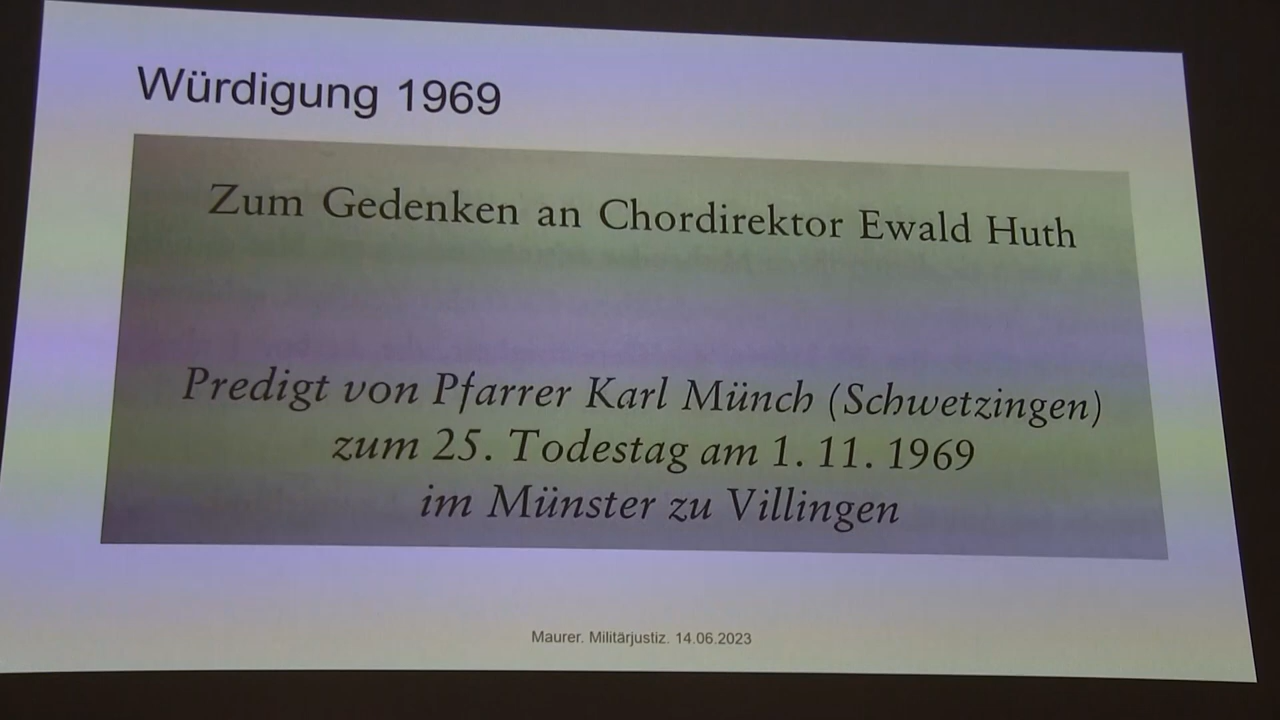 Würdigung 1969
Zum Gedenken an Chordirektor Ewald Huth
Predigt von Pfarrer Karl Münch (Schwetzingen)
zum 25. Todestag am 1. 11. 1969
im Münster zu Villingen
Maurer. Militärjustiz. 14.06.2023